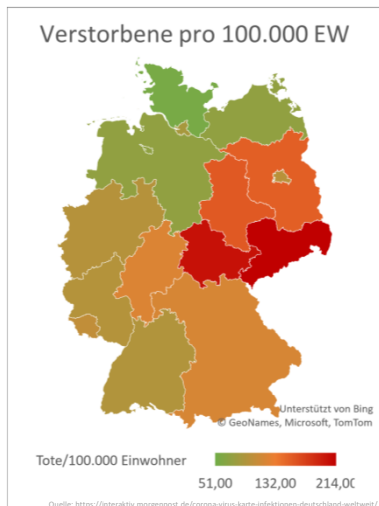 Verstorbene pro 100.000 EW
Unterstützt von Bing
© GeoNames, Microsoft, TomTom
Tote/100.000 Einwohner
51,00 132,00 214,00
Quelle: https://interaktiv.morgenpost.de/corona-virus-karte-infektionen-deutschland-weltweit/